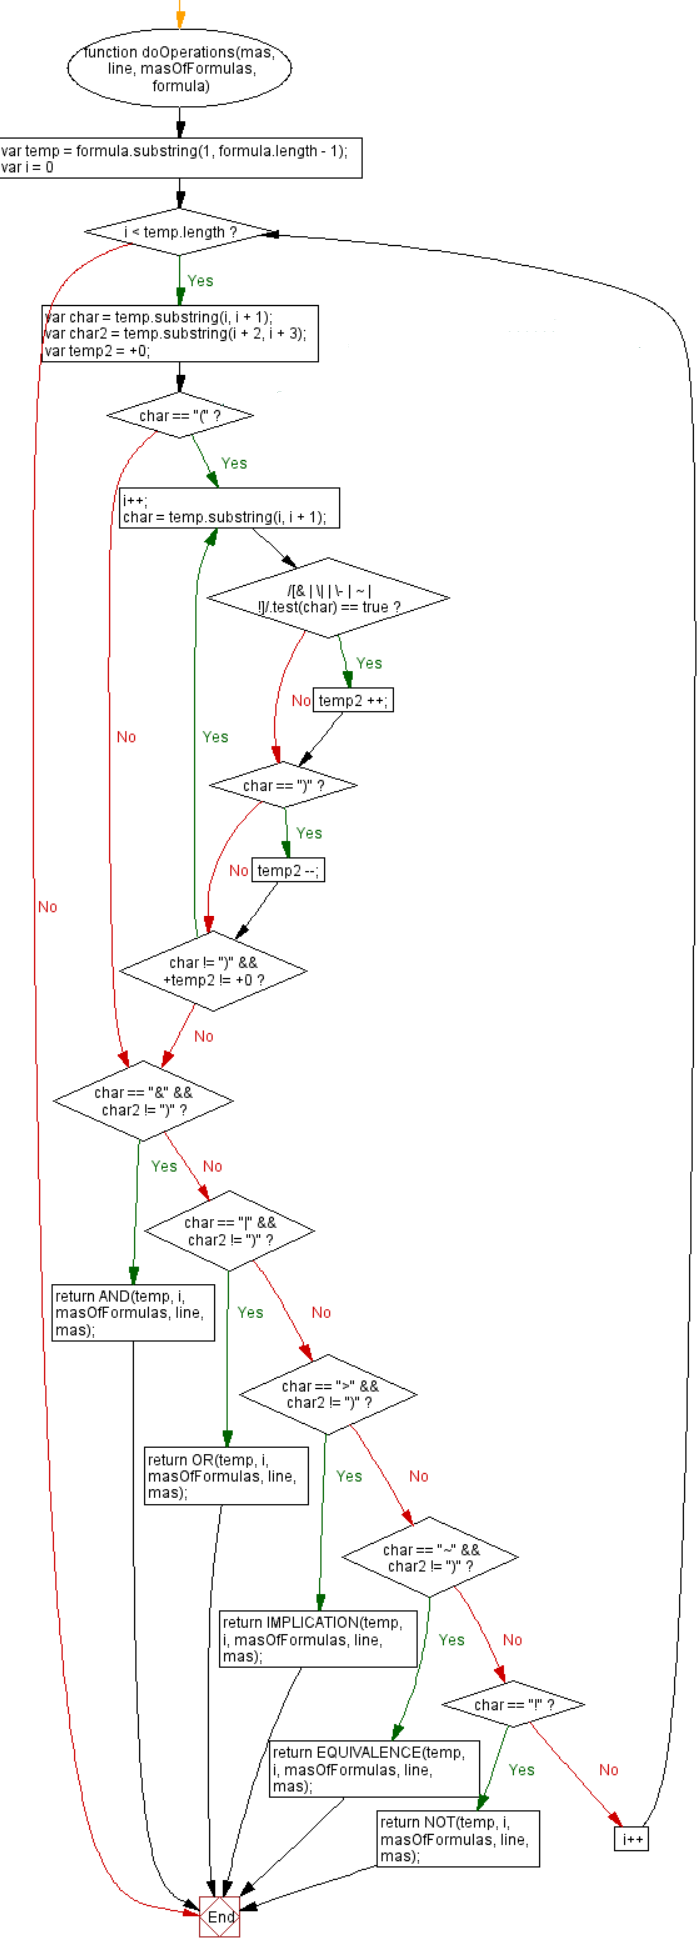 function doOperations(mas,
line, masOfFormulas,
formula)
var temp = formula.substring(1, formula.length - 1);
var i = 0
i < temp.length ?
Yes
var char = temp.substring(i, i + 1);
var char2 = temp.substring(i + 2, i + 3);
var temp2 = +0;
char == "(" ?
Yes
i++;
char = temp.substring(i, i + 1);
/[& | \| | \- | ~ |
!]/.test(char) == true ?
Yes
No
temp2 ++;
No
Yes
char == ")" ?
Yes
No
temp2 --;
No
char != ")" &&
+temp2 != +0 ?
No
char == "&" &&
char2 != ")" ?
Yes
No
char == "|" &&
char2 != ")" ?
return AND(temp, i,
masOfFormulas, line,
mas);
Yes
No
char == ">" &&
char2 != ")" ?
return OR(temp, i,
masOfFormulas, line,
mas);
Yes
No
char == "~" &&
char2 != ")" ?
return IMPLICATION(temp,
i, masOfFormulas, line,
mas);
Yes
No
char == "!" ?
return EQUIVALENCE(temp,
i, masOfFormulas, line,
mas);
Yes
No
return NOT(temp, i,
masOfFormulas, line,
mas);
i++
End